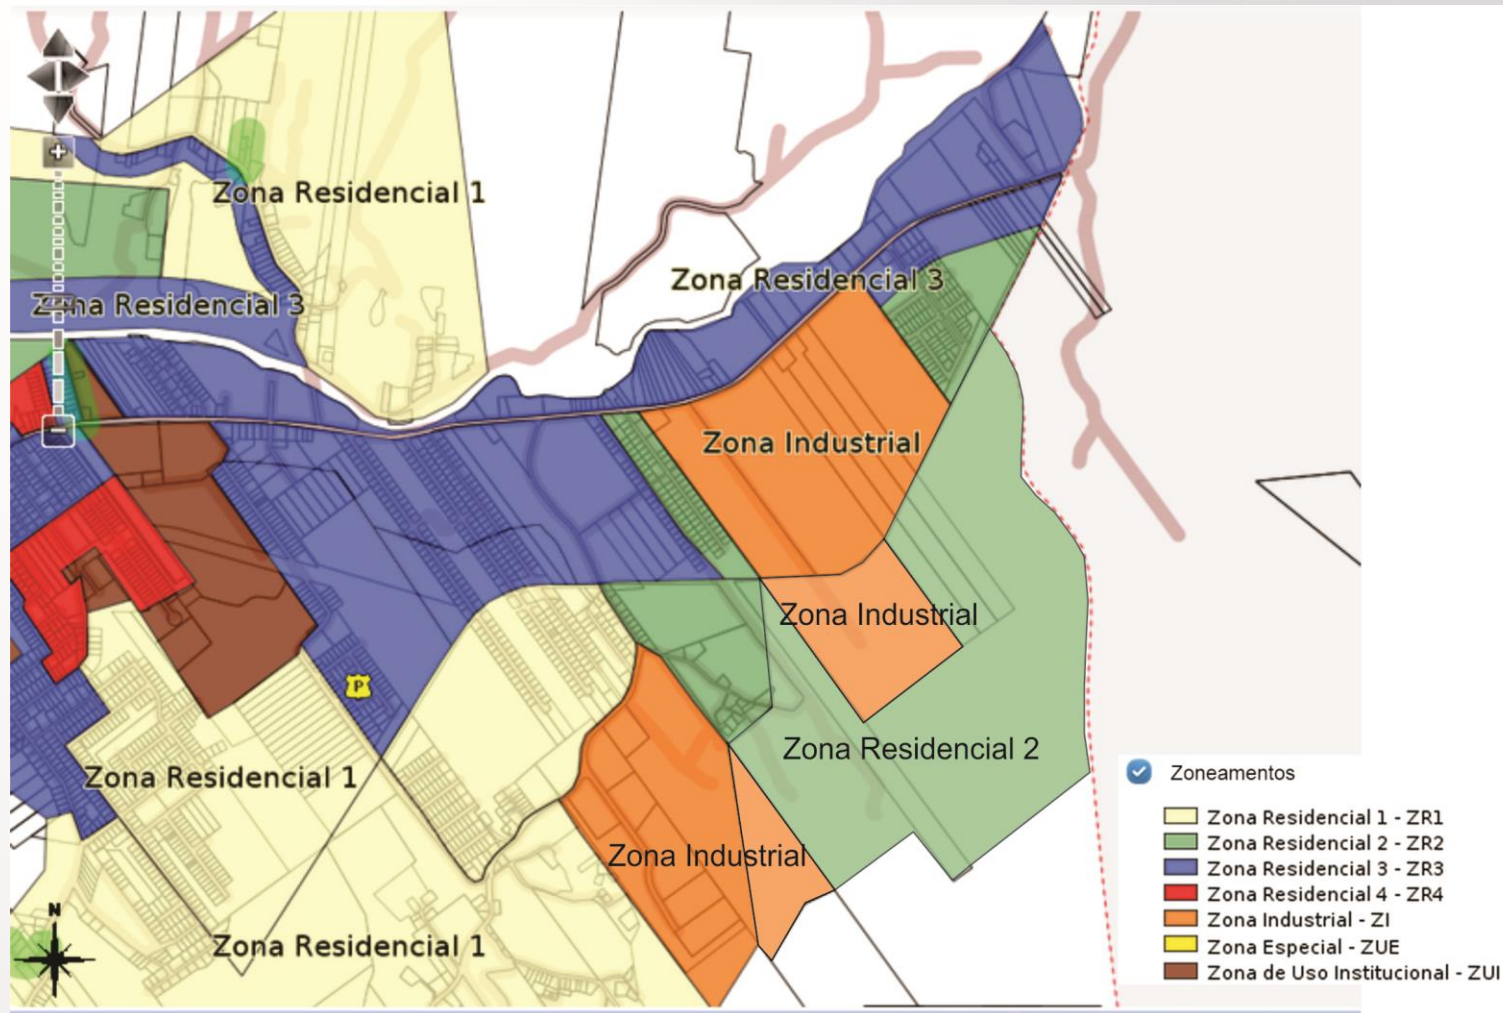 Zona Residencial 1
Zona Residencial 3
Zona Residencial 3
Zona Industrial
Zona Industrial
P
Zona Residencial 2
Zona Residencial 1
Zona Industrial
Zona Residencial 1
N
Zoneamentos
Zona Residencial 1 - ZR1
Zona Residencial 2 - ZR2
Zona Residencial 3 - ZR3
Zona Residencial 4 - ZR4
Zona Industrial - ZI
Zona Especial - ZUE
Zona de Uso Institucional - ZUI